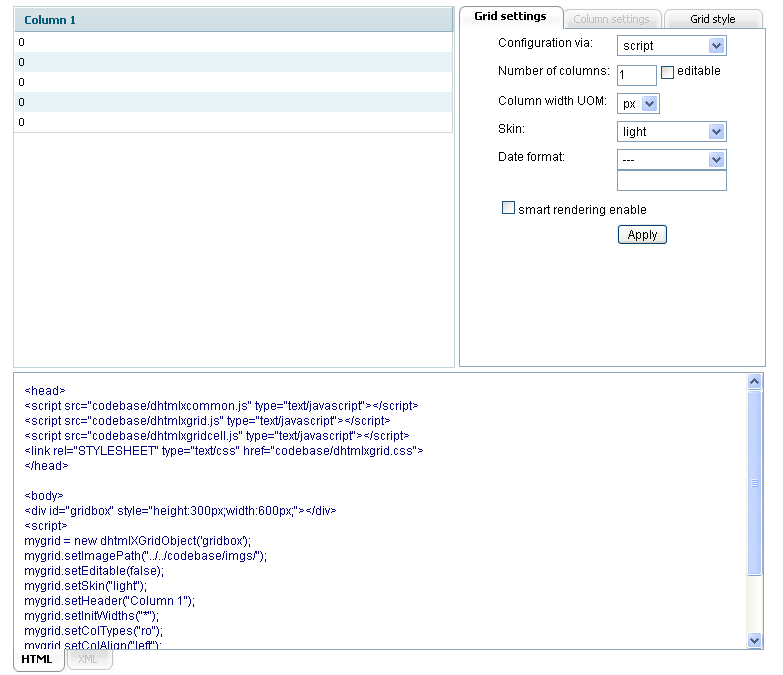 Column 1
0
0
0
0
0
Grid settings Column settings Grid style
Configuration via: script
Number of columns: 1 editable
Column width UOM: px
Skin: light
Date format: ---
smart rendering enable
Apply
<head>
<script src="codebase/dhtmlxcommon.js" type="text/javascript"></script>
<script src="codebase/dhtmlxgrid.js" type="text/javascript"></script>
<script src="codebase/dhtmlxgridcell.js" type="text/javascript"></script>
<link rel="STYLESHEET" type="text/css" href="codebase/dhtmlxgrid.css">
</head>
<body>
<div id="gridbox" style="height:300px;width:600px;"></div>
<script>
mygrid = new dhtmlXGridObject('gridbox');
mygrid.setImagePath("../../codebase/imgs/");
mygrid.setEditable(false);
mygrid.setSkin("light");
mygrid.setHeader("Column 1");
mygrid.setInitWidths("*");
mygrid.setColTypes("ro");
mygrid.setColAlign("left");
HTML XML